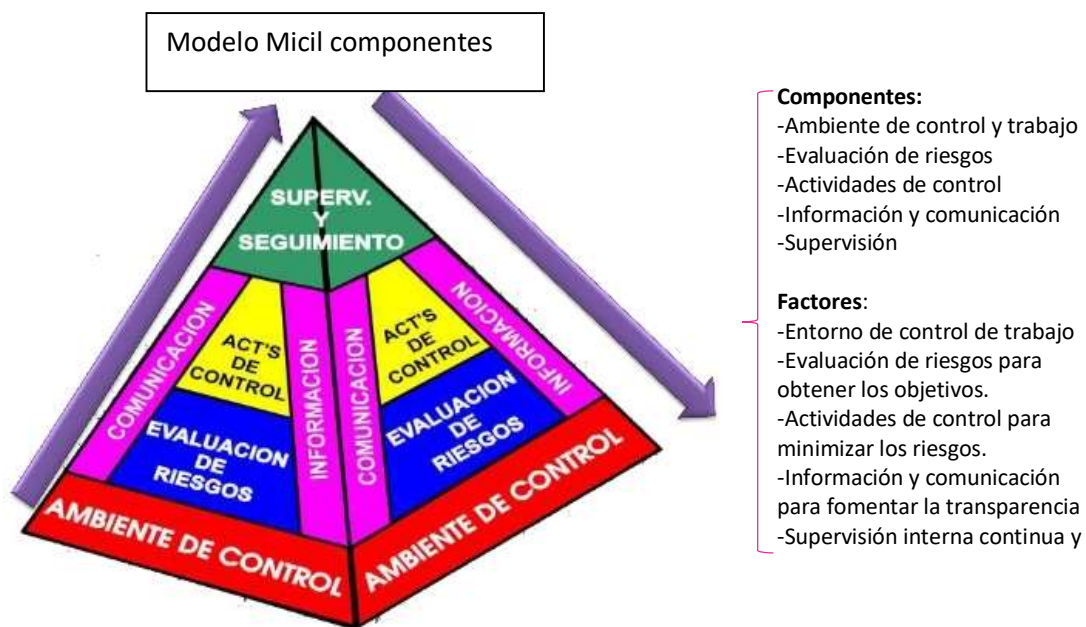 Modelo Micil componentes
SUPERV.
Y
SEGUIMIENTO
COMUNICACION
ACT'S
DE
CONTROL
INFORMACION
COMUNICACION
ACT'S
DE
CONTROL
INFORMACION
EVALUACION
DE
RIESGOS
EVALUACION
DE
RIESGOS
AMBIENTE DE CONTROL
AMBIENTE DE CONTROL
Componentes:
-Ambiente de control y trabajo
-Evaluación de riesgos
-Actividades de control
-Información y comunicación
-Supervisión
Factores:
-Entorno de control de trabajo
-Evaluación de riesgos para
obtener los objetivos.
-Actividades de control para
minimizar los riesgos.
-Información y comunicación
para fomentar la transparencia
-Supervisión interna continua y